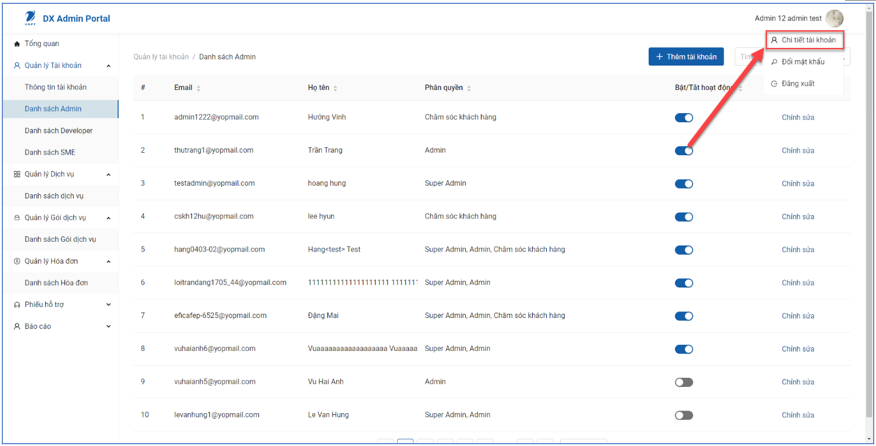 DX Admin Portal
Admin 12 admin test
Tổng quan
Quản lý Tài khoản
Thông tin tài khoản
Danh sách Admin
Danh sách Developer
Danh sách SME
Quản lý Dịch vụ
Danh sách dịch vụ
Quản lý Gói dịch vụ
Danh sách Gói dịch vụ
Quản lý Hóa đơn
Danh sách Hóa đơn
Phiếu hỗ trợ
Báo cáo
Quản lý tài khoản / Danh sách Admin
+ Thêm tài khoản
Chi tiết tài khoản
Đổi mật khẩu
Đăng xuất
# Email Họ tên Phân quyền Bật/Tắt hoạt động
1 admin1222@yopmail.com Hướng Vinh Chăm sóc khách hàng Chỉnh sửa
2 thutrang1@yopmail.com Trần Trang Admin Chỉnh sửa
3 testadmin@yopmail.com hoang hung Super Admin Chỉnh sửa
4 cskh12hu@yopmail.com lee hyun Chăm sóc khách hàng Chỉnh sửa
5 hang0403-02@yopmail.com Hang<test> Test Super Admin, Admin, Chăm sóc khách hàng Chỉnh sửa
6 loitrandang1705_44@yopmail.com Super Admin, Admin Chỉnh sửa
7 eficafep-6525@yopmail.com Đặng Mai Super Admin, Admin, Chăm sóc khách hàng Chỉnh sửa
8 vuhaianh6@yopmail.com Super Admin, Admin Chỉnh sửa
9 vuhaianh5@yopmail.com Vu Hai Anh Admin Chỉnh sửa
10 levanhung1@yopmail.com Le Van Hung Super Admin, Admin Chỉnh sửa